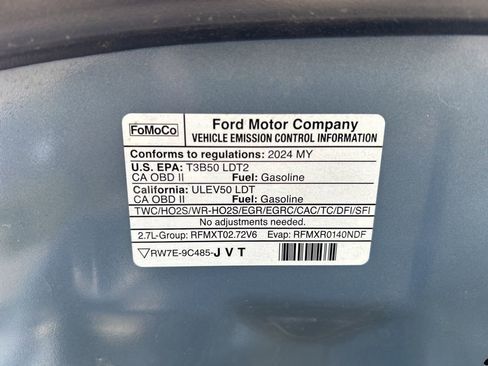 FoMoCo
Ford Motor Company
VEHICLE EMISSION CONTROL INFORMATION
Conforms to regulations: 2024 MY
U.S. EPA: T3B50 LDT2
CA OBD II Fuel: Gasoline
California: ULEV50 LDT
CA OBD II Fuel: Gasoline
TWC/HO2S/WR-HO2S/EGR/EGRC/CAC/TC/DFI/SFI
No adjustments needed.
2.7L-Group: RFMXT02.72V6 Evap: RFMXR0140NDF
▽RW7E-9C485-JVT